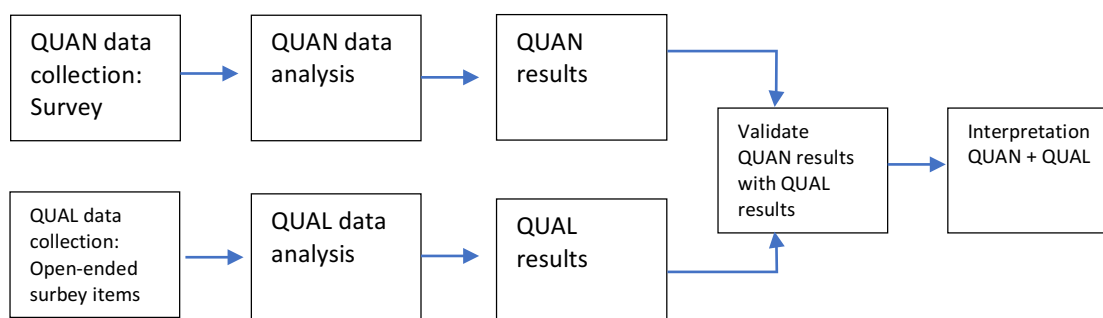 QUAN data
collection:
Survey
QUAN data
analysis
QUAN
results
Validate
QUAN results
with QUAL
results
Interpretation
QUAN + QUAL
QUAL data
collection:
Open-ended
surbey items
QUAL data
analysis
QUAL
results